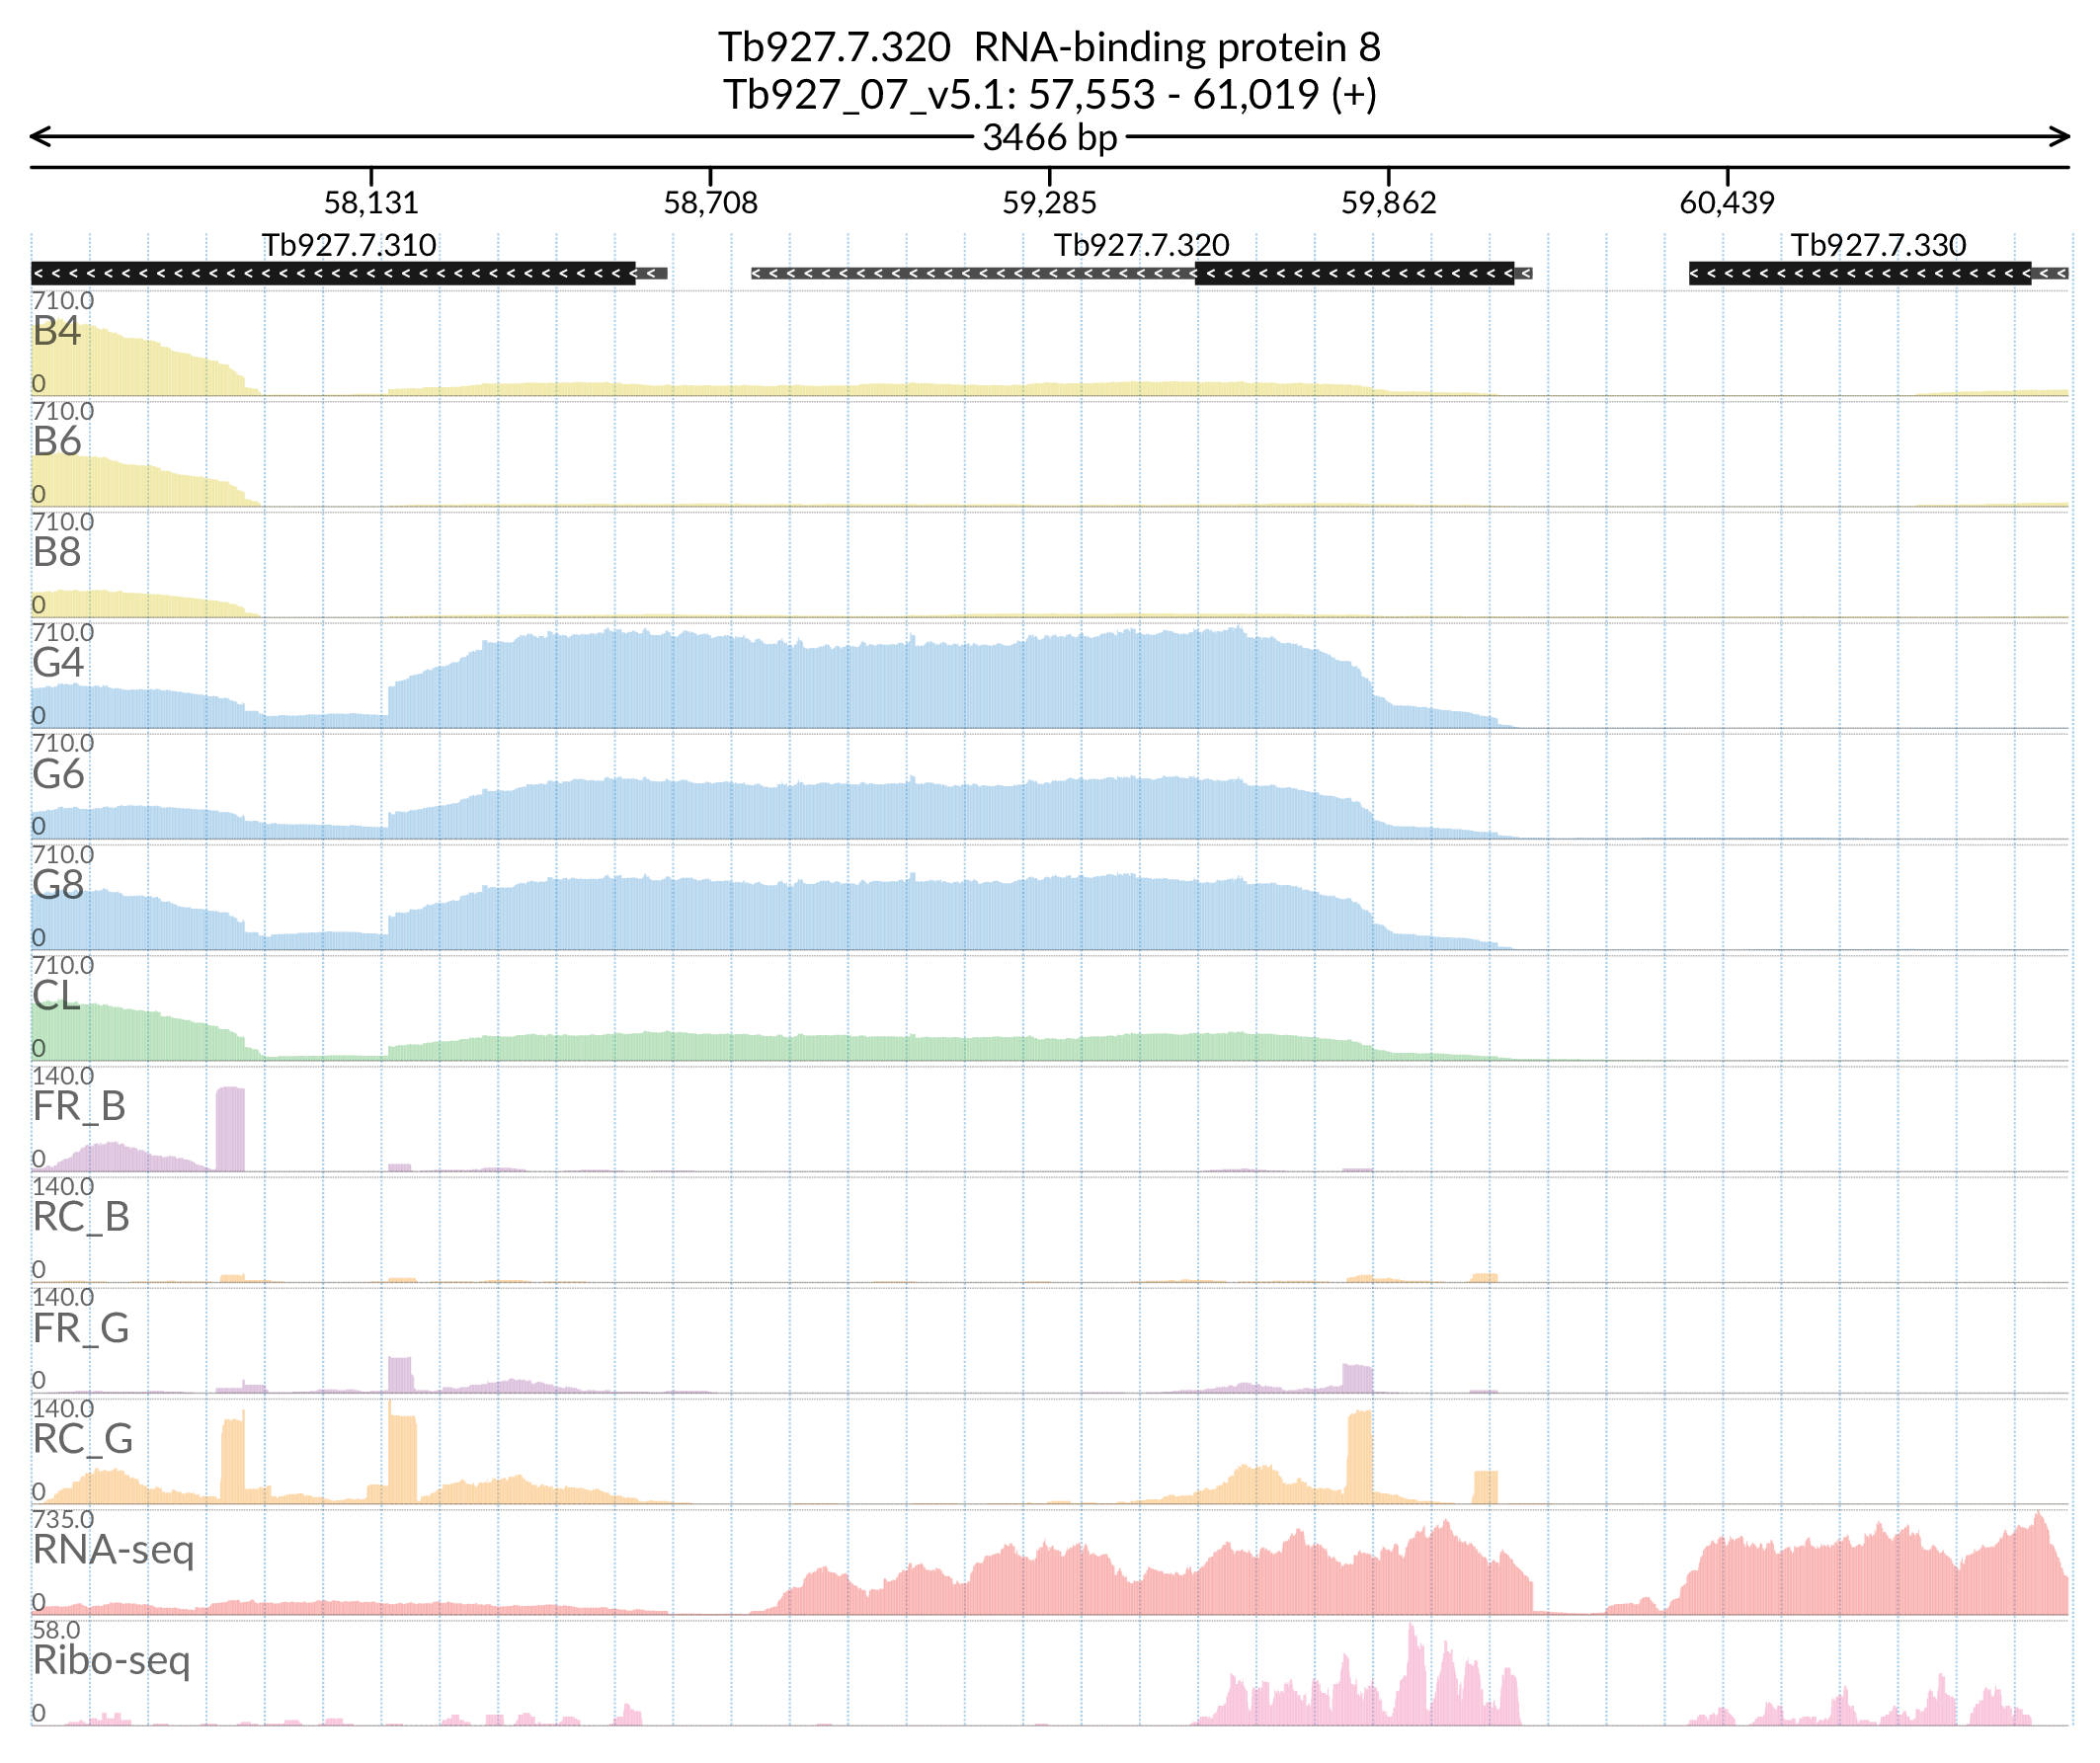 Tb927.7.320  RNA-binding protein 8
Tb927_07_v5.1: 57,553 - 61,019 (+)
3466 bp
58,131 58,708 59,285 59,862 60,439
Tb927.7.310 Tb927.7.320 Tb927.7.330
710.0
B4
0
710.0
B6
0
710.0
B8
0
710.0
G4
0
710.0
G6
0
710.0
G8
0
710.0
CL
0
140.0
FR_B
0
140.0
RC_B
0
140.0
FR_G
0
140.0
RC_G
0
735.0
RNA-seq
0
58.0
Ribo-seq
0